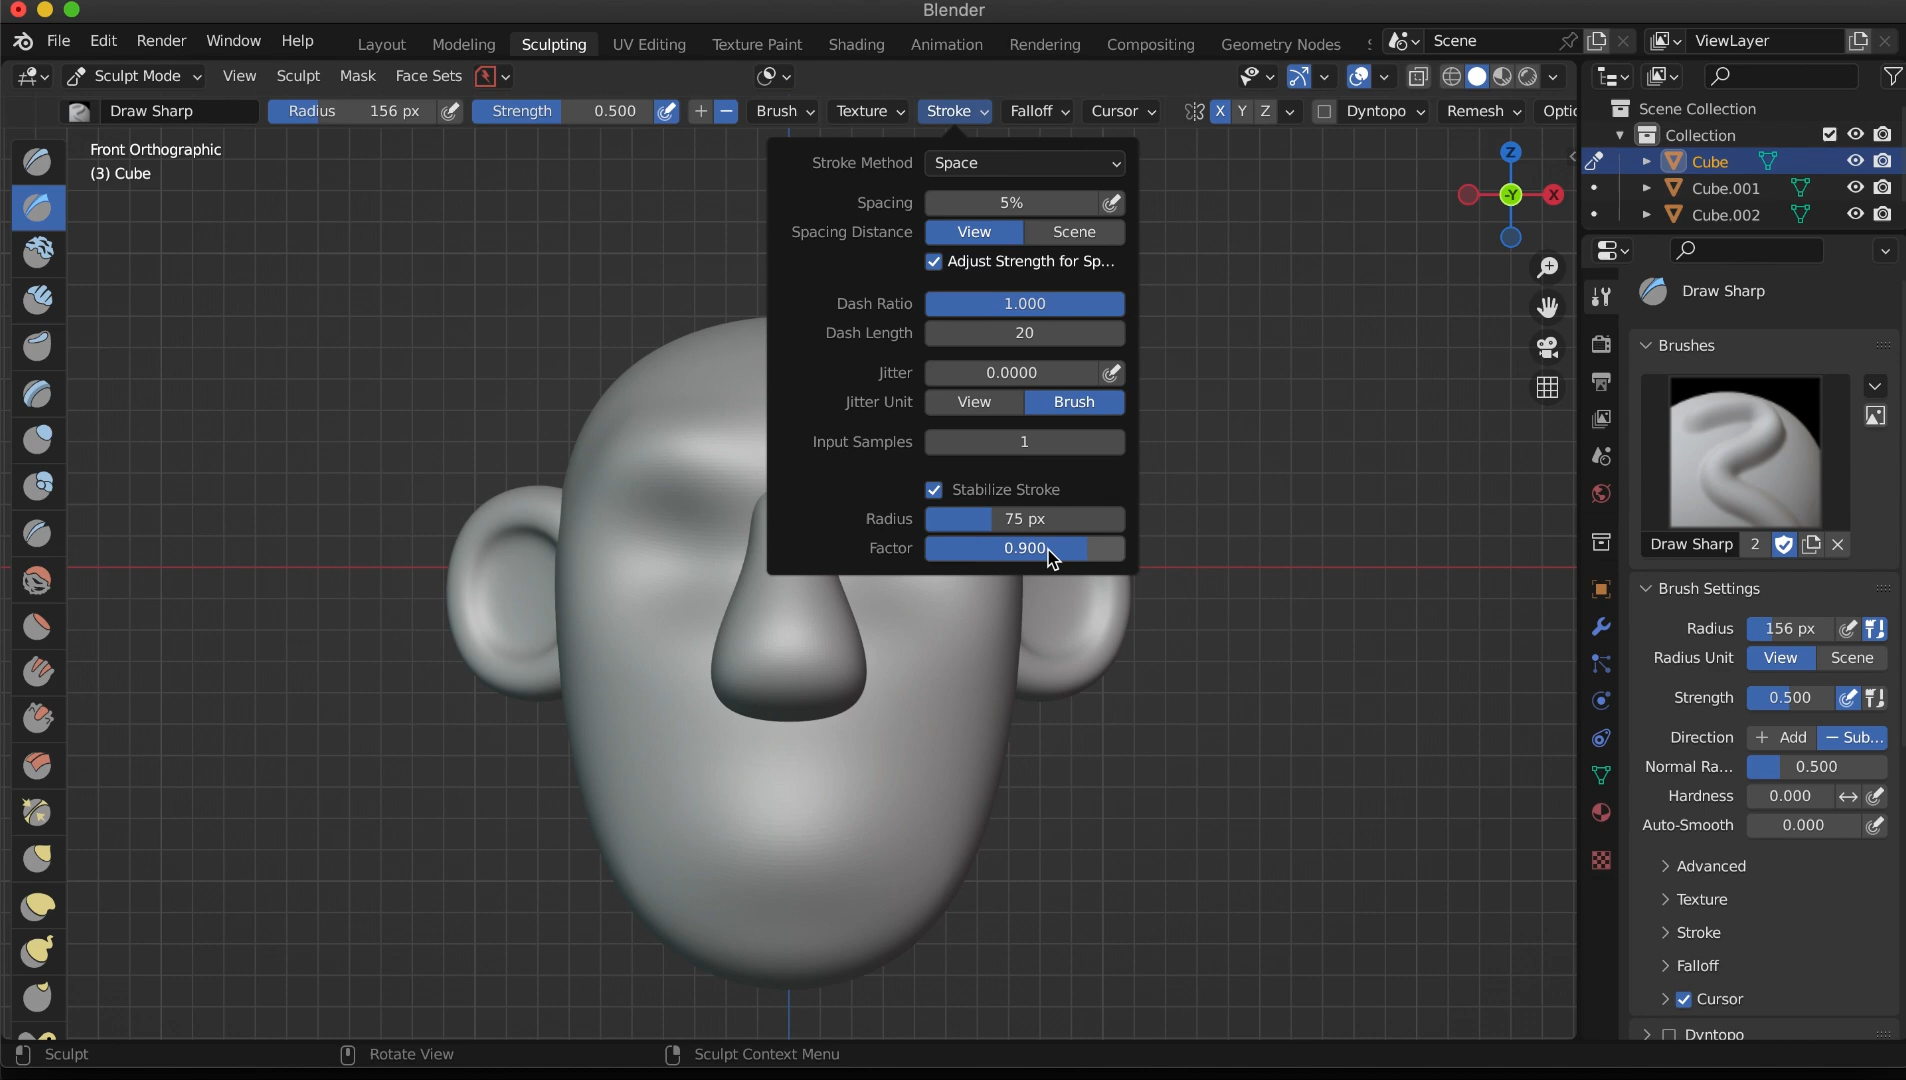 Blender
File Edit Render Window Help Layout Modeling Sculpting UV Editing Texture Paint Shading Animation Rendering Compositing Geometry Nodes Scene ViewLayer
Sculpt Mode View Sculpt Mask Face Sets
Draw Sharp Radius 156 px Strength 0.500 Brush Texture Stroke Falloff Cursor X Y Z Dyntopo Remesh Optic
Front Orthographic
(3) Cube
Stroke Method Space
Spacing 5%
Spacing Distance View Scene
Adjust Strength for Sp...
Dash Ratio 1.000
Dash Length 20
Jitter 0.0000
Jitter Unit View Brush
Input Samples 1
Stabilize Stroke
Radius 75 px
Factor 0.900
Z
-Y X
Scene Collection
Collection
Cube
Cube.001
Cube.002
Draw Sharp
Brushes
Draw Sharp 2
Brush Settings
Radius 156 px
Radius Unit View Scene
Strength 0.500
Direction + Add − Sub...
Normal Ra... 0.500
Hardness 0.000
Auto-Smooth 0.000
Advanced
Texture
Stroke
Falloff
Cursor
Dyntopo
Sculpt Rotate View Sculpt Context Menu